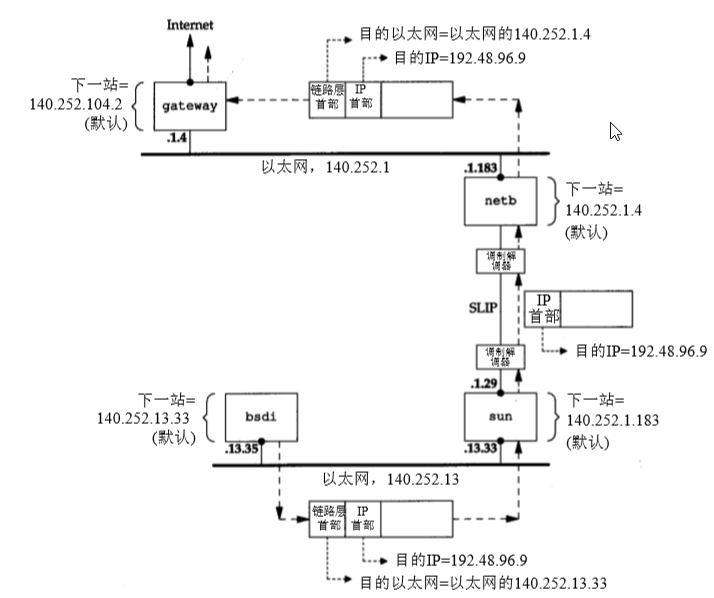 Internet
目的以太网=以太网的140.252.1.4
目的IP=192.48.96.9
下一站=
140.252.104.2
(默认)
gateway
链路层
首部
IP
首部
.1.4
以太网，140.252.1
.1.183
netb
下一站=
140.252.1.4
(默认)
调制解
调器
SLIP
IP
首部
目的IP=192.48.96.9
调制解
调器
.1.29
下一站=
140.252.13.33
(默认)
bsdi
sun
下一站=
140.252.1.183
(默认)
.13.35
.13.33
以太网，140.252.13
链路层
首部
IP
首部
目的IP=192.48.96.9
目的以太网=以太网的140.252.13.33